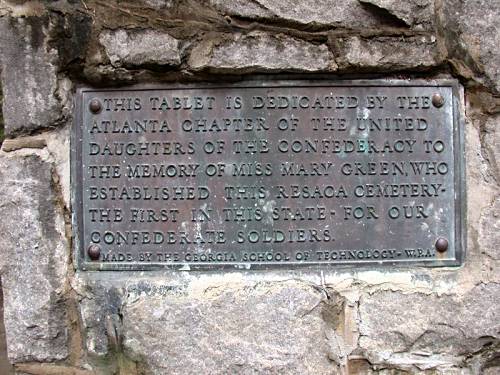 THIS TABLET IS DEDICATED BY THE
ATLANTA CHAPTER OF THE UNITED
DAUGHTERS OF THE CONFEDERACY TO
THE MEMORY OF MISS MARY GREEN, WHO
ESTABLISHED THIS RESACA CEMETERY-
THE FIRST IN THIS STATE - FOR OUR
CONFEDERATE SOLDIERS.
MADE BY THE GEORGIA SCHOOL OF TECHNOLOGY - W.P.A.